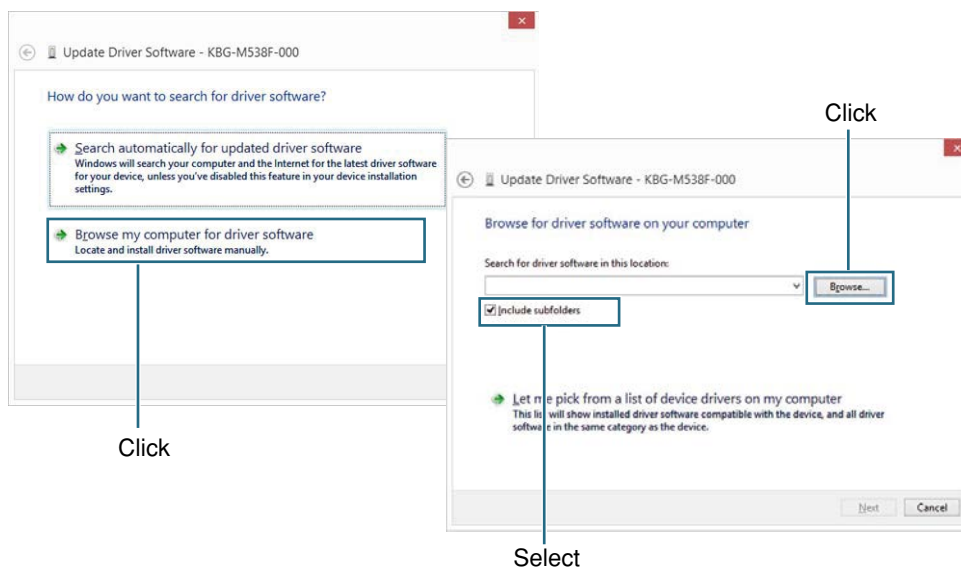 Update Driver Software - KBG-M538F-000
How do you want to search for driver software?
Search automatically for updated driver software
Windows will search your computer and the Internet for the latest driver software
for your device, unless you've disabled this feature in your device installation
settings.
Browse my computer for driver software
Locate and install driver software manually.
Click
Click
Update Driver Software - KBG-M538F-000
Browse for driver software on your computer
Search for driver software in this location:
Browse...
Include subfolders
Let me pick from a list of device drivers on my computer
This list will show installed driver software compatible with the device, and all driver
software in the same category as the device.
Next Cancel
Select